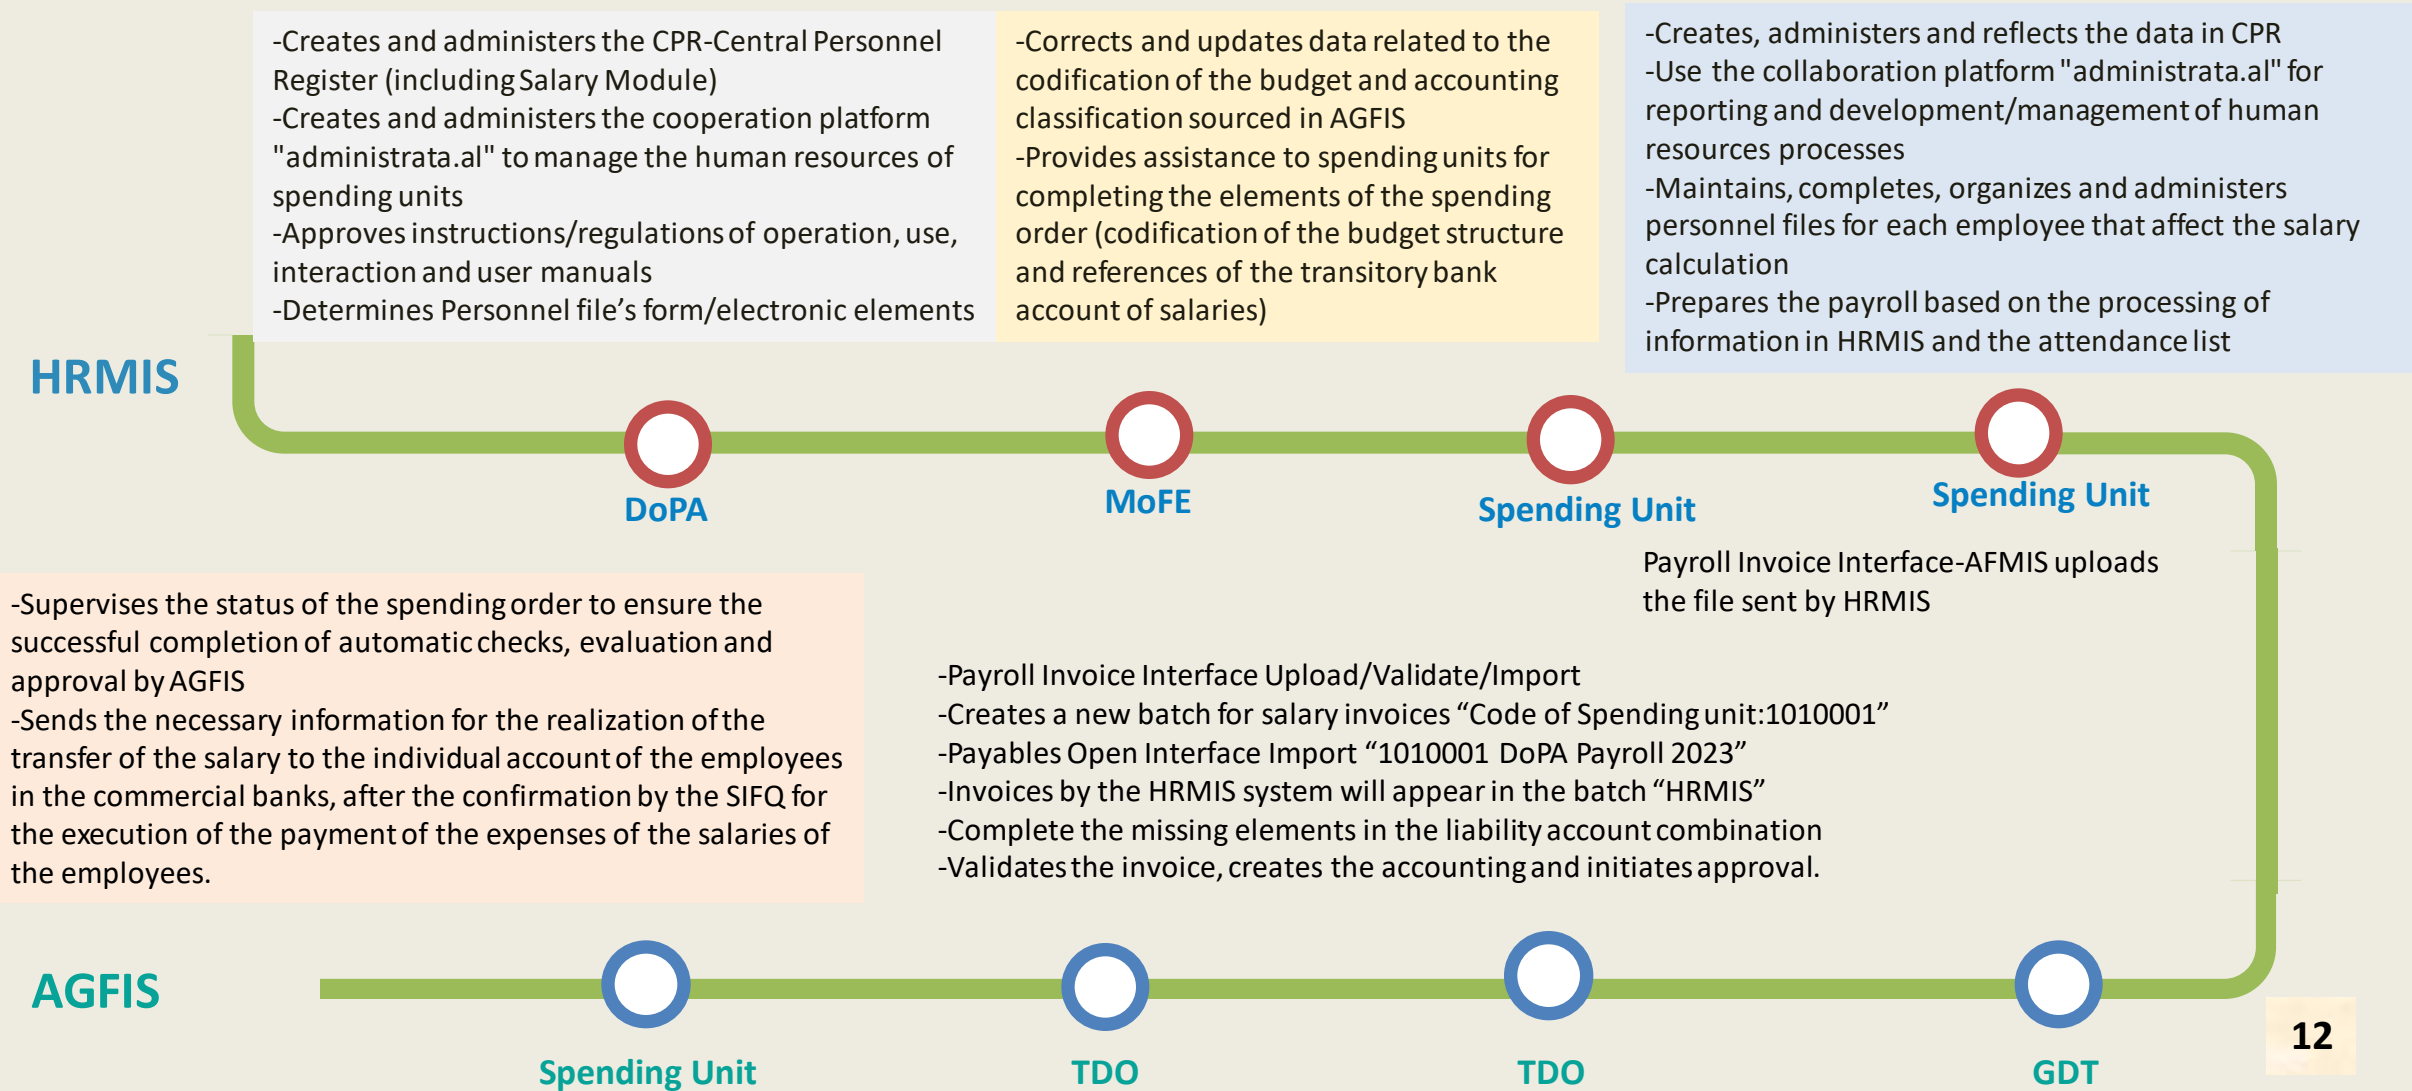 -Creates and administers the CPR-Central Personnel
Register (including Salary Module)
-Creates and administers the cooperation platform
"administrata.al" to manage the human resources of
spending units
-Approves instructions/regulations of operation, use,
interaction and user manuals
-Determines Personnel file’s form/electronic elements
-Corrects and updates data related to the
codification of the budget and accounting
classification sourced in AGFIS
-Provides assistance to spending units for
completing the elements of the spending
order (codification of the budget structure
and references of the transitory bank
account of salaries)
-Creates, administers and reflects the data in CPR
-Use the collaboration platform "administrata.al" for
reporting and development/management of human
resources processes
-Maintains, completes, organizes and administers
personnel files for each employee that affect the salary
calculation
-Prepares the payroll based on the processing of
information in HRMIS and the attendance list
HRMIS
DoPA
MoFE
Spending Unit
Spending Unit
Payroll Invoice Interface-AFMIS uploads
the file sent by HRMIS
-Supervises the status of the spending order to ensure the
successful completion of automatic checks, evaluation and
approval by AGFIS
-Sends the necessary information for the realization of the
transfer of the salary to the individual account of the employees
in the commercial banks, after the confirmation by the SIFQ for
the execution of the payment of the expenses of the salaries of
the employees.
-Payroll Invoice Interface Upload/Validate/Import
-Creates a new batch for salary invoices “Code of Spending unit:1010001”
-Payables Open Interface Import “1010001 DoPA Payroll 2023”
-Invoices by the HRMIS system will appear in the batch “HRMIS”
-Complete the missing elements in the liability account combination
-Validates the invoice, creates the accounting and initiates approval.
AGFIS
Spending Unit
TDO
TDO
GDT
12